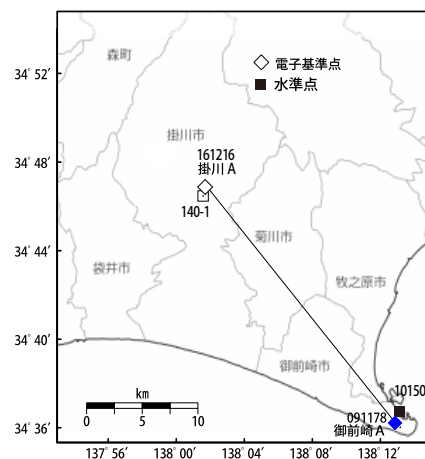 34˚ 52′
34˚ 48′
34˚ 44′
34˚ 40′
34˚ 36′
森町
電子基準点
水準点
掛川市
161216
掛川 A
140-1
菊川市
袋井市
牧之原市
御前崎市
10150
091178
御前崎 A
km
0 5 10
137˚ 56′ 138˚ 00′ 138˚ 04′ 138˚ 08′ 138˚ 12′